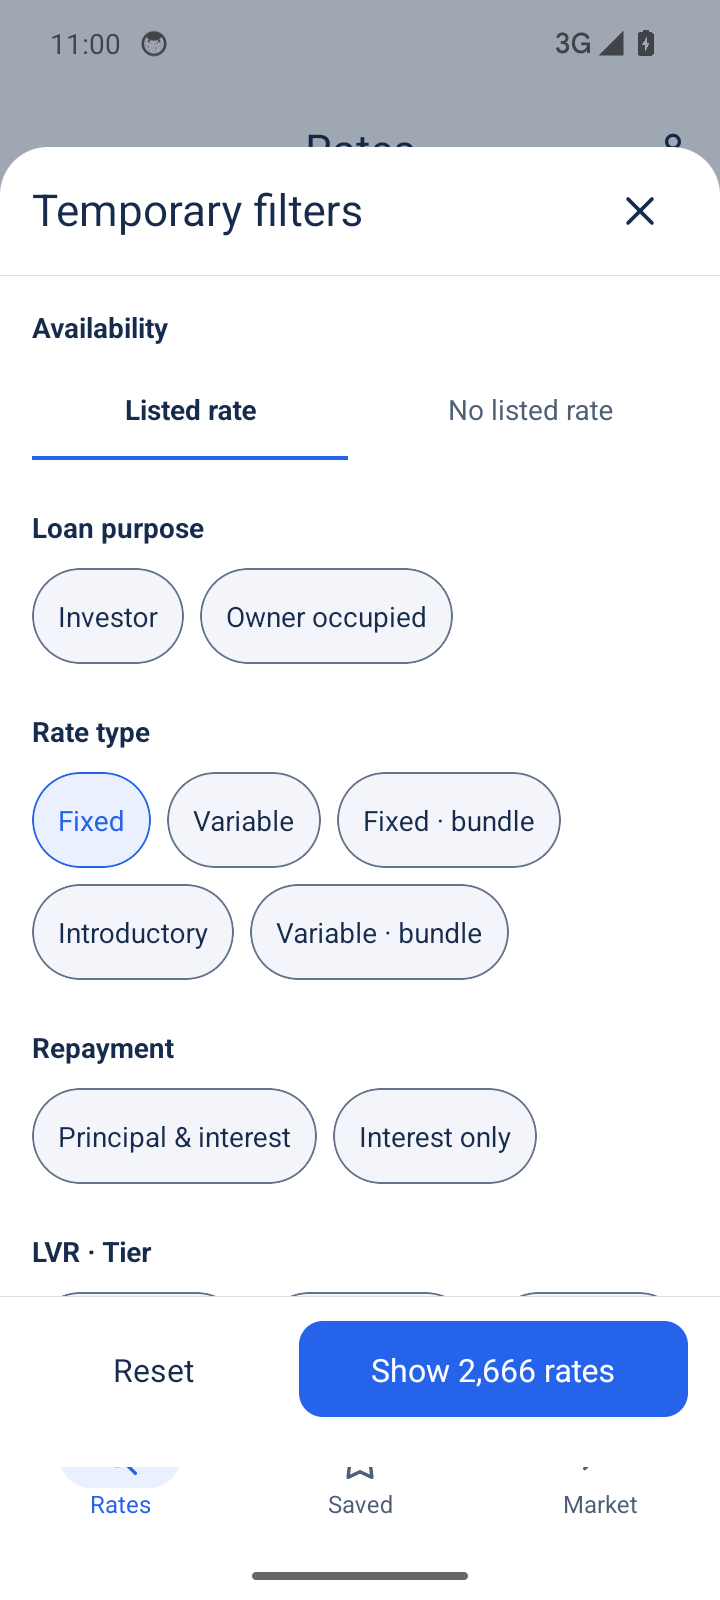 11:00
3G
Rates
Temporary filters
Availability
Listed rate
No listed rate
Loan purpose
Investor
Owner occupied
Rate type
Fixed
Variable
Fixed · bundle
Introductory
Variable · bundle
Repayment
Principal & interest
Interest only
LVR · Tier
Reset
Show 2,666 rates
Rates
Saved
Market